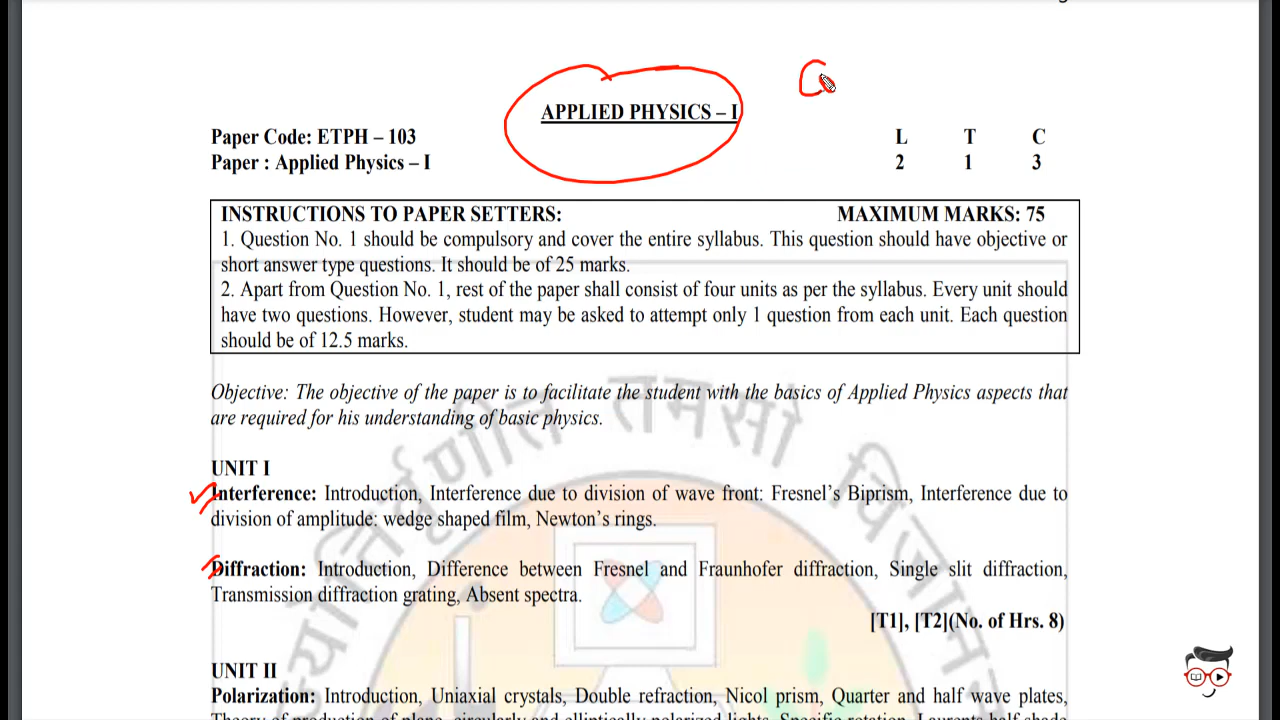 APPLIED PHYSICS – I
Paper Code: ETPH – 103 L T C
Paper : Applied Physics – I 2 1 3
INSTRUCTIONS TO PAPER SETTERS: MAXIMUM MARKS: 75
1. Question No. 1 should be compulsory and cover the entire syllabus. This question should have objective or
short answer type questions. It should be of 25 marks.
2. Apart from Question No. 1, rest of the paper shall consist of four units as per the syllabus. Every unit should
have two questions. However, student may be asked to attempt only 1 question from each unit. Each question
should be of 12.5 marks.
Objective: The objective of the paper is to facilitate the student with the basics of Applied Physics aspects that
are required for his understanding of basic physics.
UNIT I
Interference: Introduction, Interference due to division of wave front: Fresnel's Biprism, Interference due to
division of amplitude: wedge shaped film, Newton's rings.
Diffraction: Introduction, Difference between Fresnel and Fraunhofer diffraction, Single slit diffraction,
Transmission diffraction grating, Absent spectra.
[T1], [T2](No. of Hrs. 8)
UNIT II
Polarization: Introduction, Uniaxial crystals, Double refraction, Nicol prism, Quarter and half wave plates,